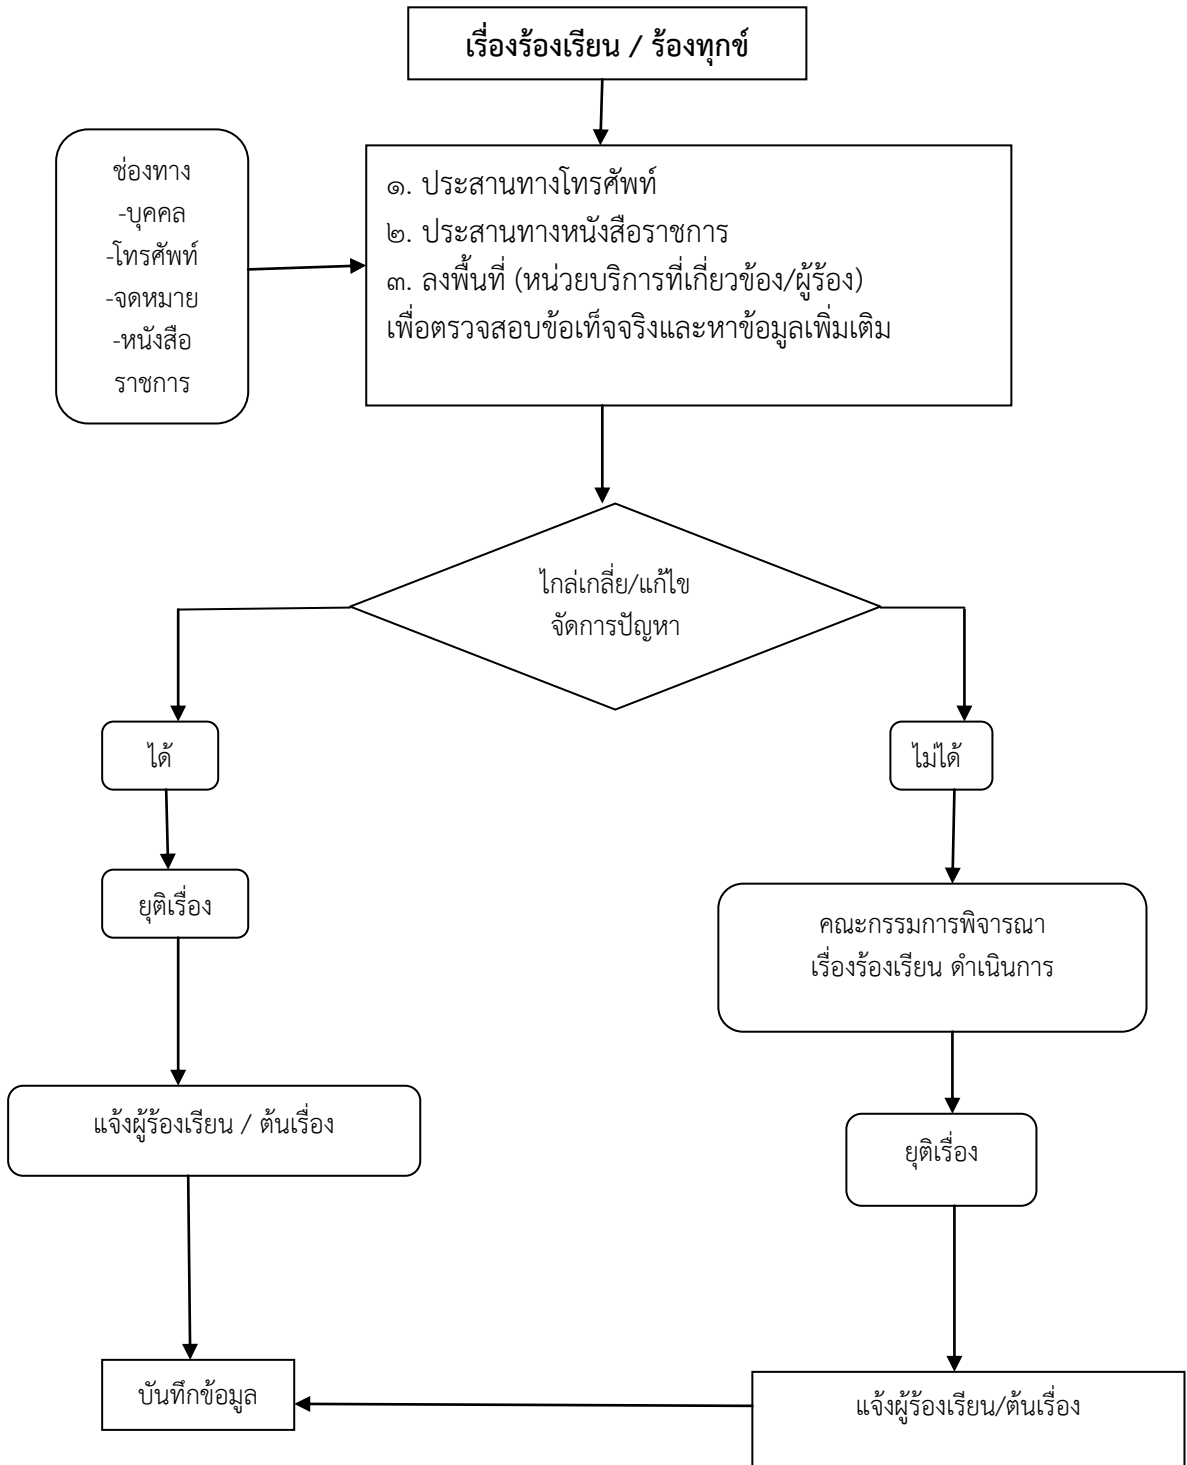 เรื่องร้องเรียน / ร้องทุกข์
ช่องทาง
-บุคคล
-โทรศัพท์
-จดหมาย
-หนังสือ
ราชการ
๑. ประสานทางโทรศัพท์
๒. ประสานทางหนังสือราชการ
๓. ลงพื้นที่ (หน่วยบริการที่เกี่ยวข้อง/ผู้ร้อง)
เพื่อตรวจสอบข้อเท็จจริงและหาข้อมูลเพิ่มเติม
ไกล่เกลี่ย/แก้ไข
จัดการปัญหา
ได้
ไม่ได้
ยุติเรื่อง
คณะกรรมการพิจารณา
เรื่องร้องเรียน ดำเนินการ
แจ้งผู้ร้องเรียน / ต้นเรื่อง
ยุติเรื่อง
บันทึกข้อมูล
แจ้งผู้ร้องเรียน/ต้นเรื่อง